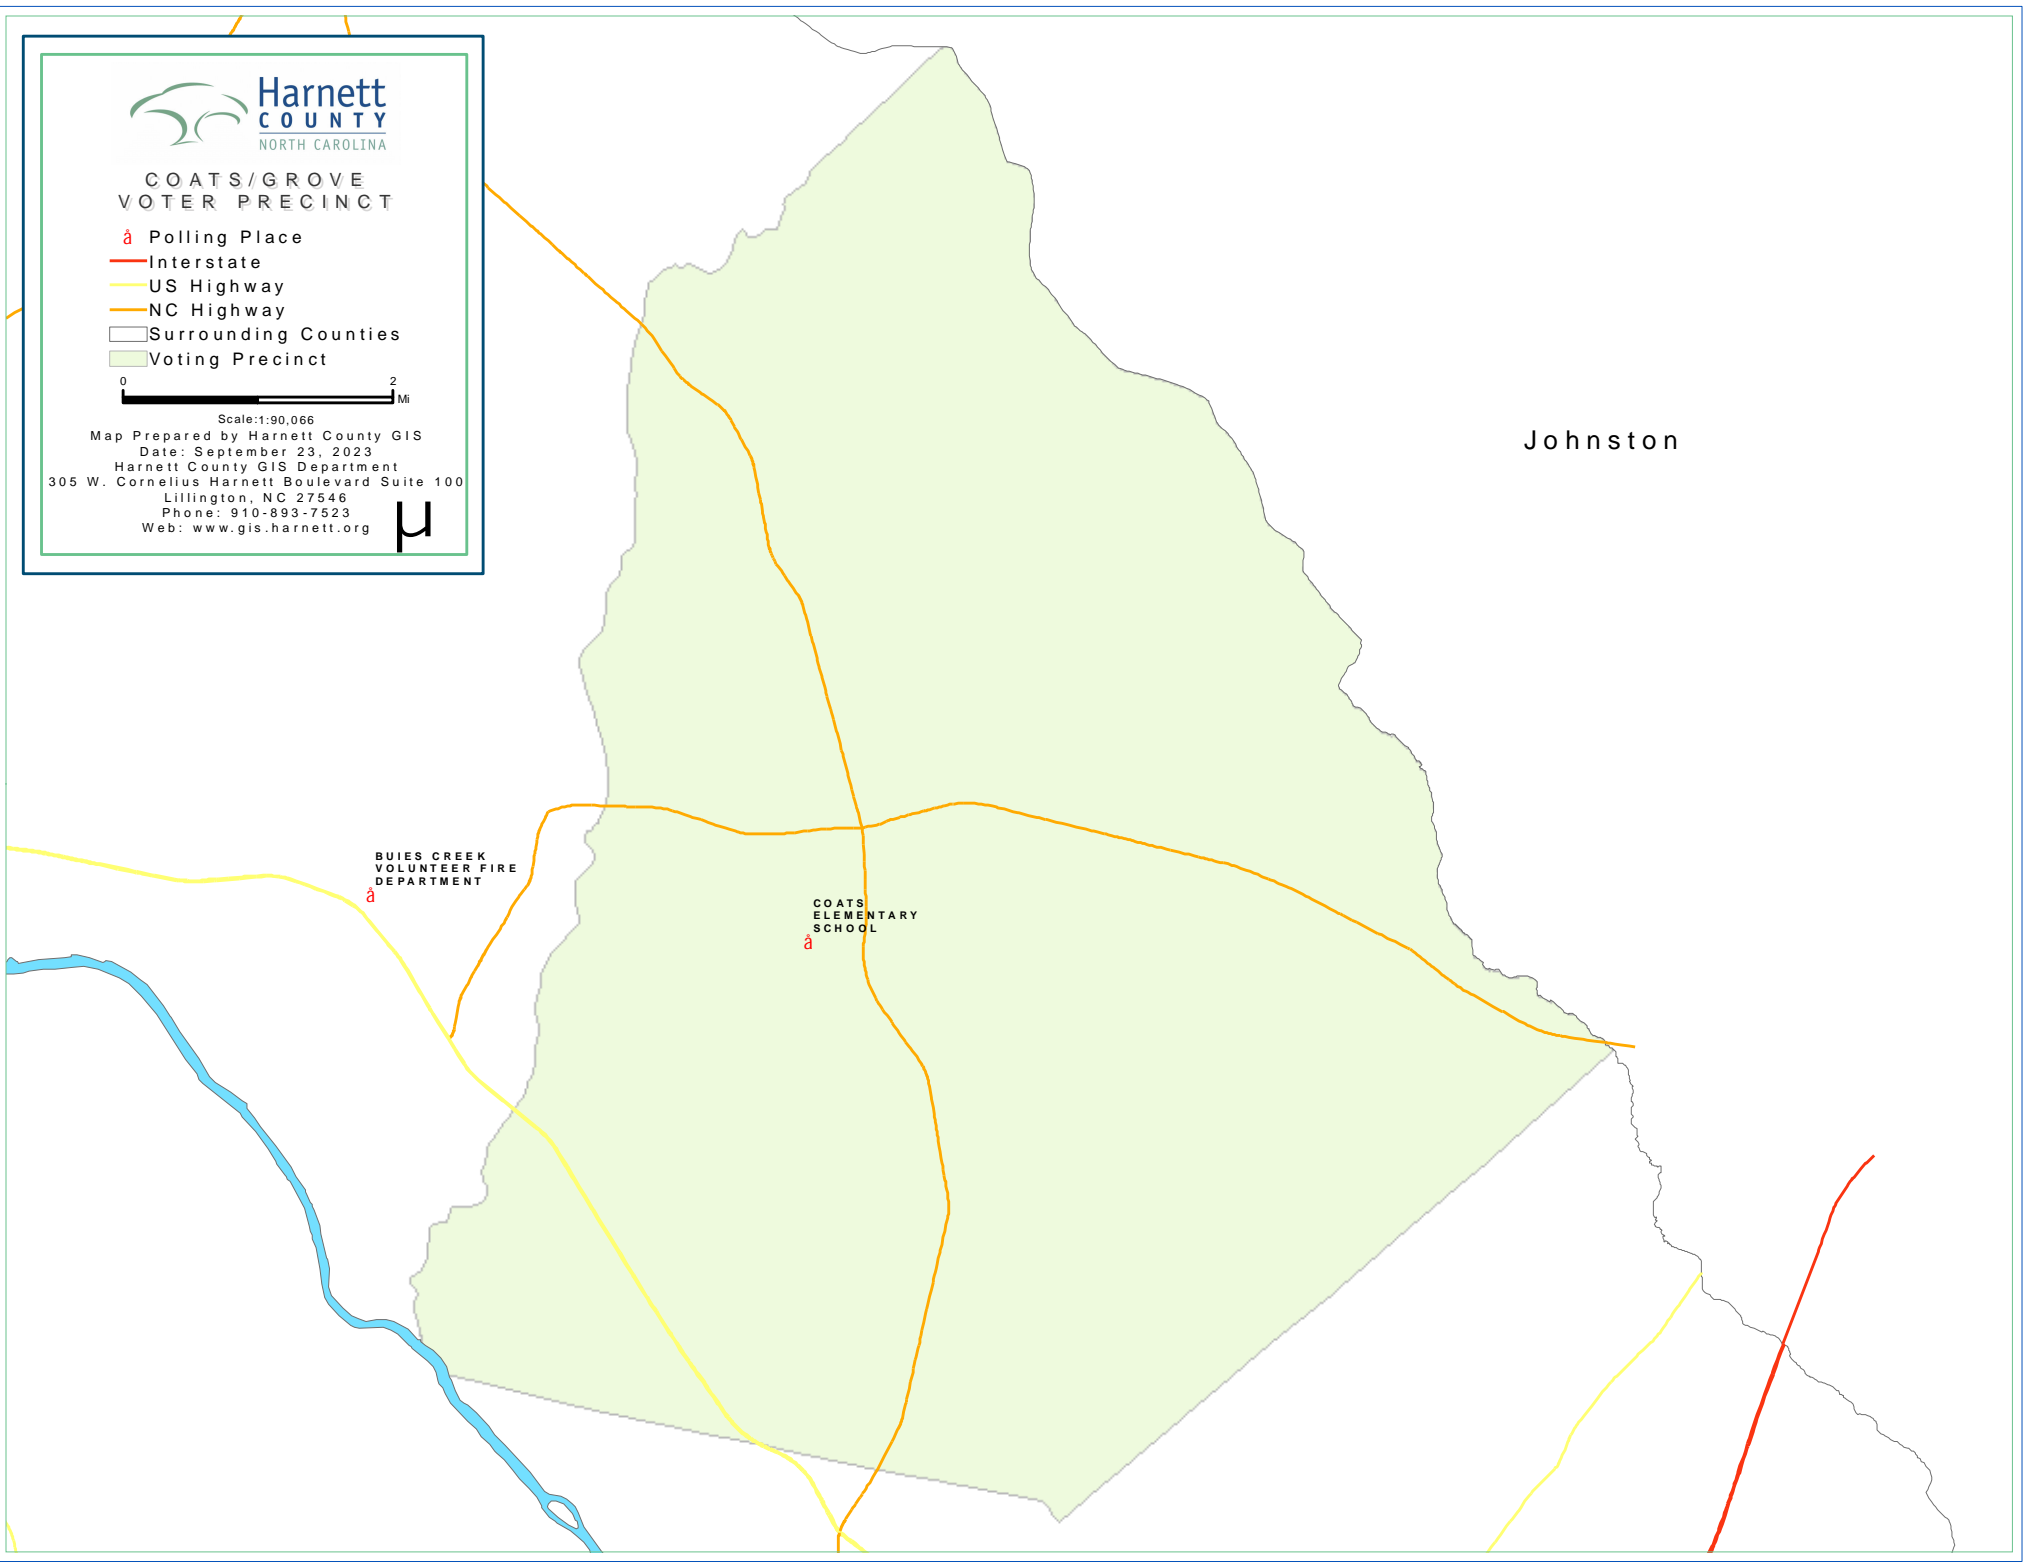 Harnett
COUNTY
NORTH CAROLINA
COATS/GROVE
VOTER PRECINCT
å Polling Place
Interstate
US Highway
NC Highway
Surrounding Counties
Voting Precinct
0 2
Mi
Scale:1:90,066
Map Prepared by Harnett County GIS
Date: September 23, 2023
Harnett County GIS Department
305 W. Cornelius Harnett Boulevard Suite 100
Lillington, NC 27546
Phone: 910-893-7523
Web: www.gis.harnett.org
µ
Johnston
BUIES CREEK
VOLUNTEER FIRE
DEPARTMENT
å
COATS
ELEMENTARY
SCHOOL
å